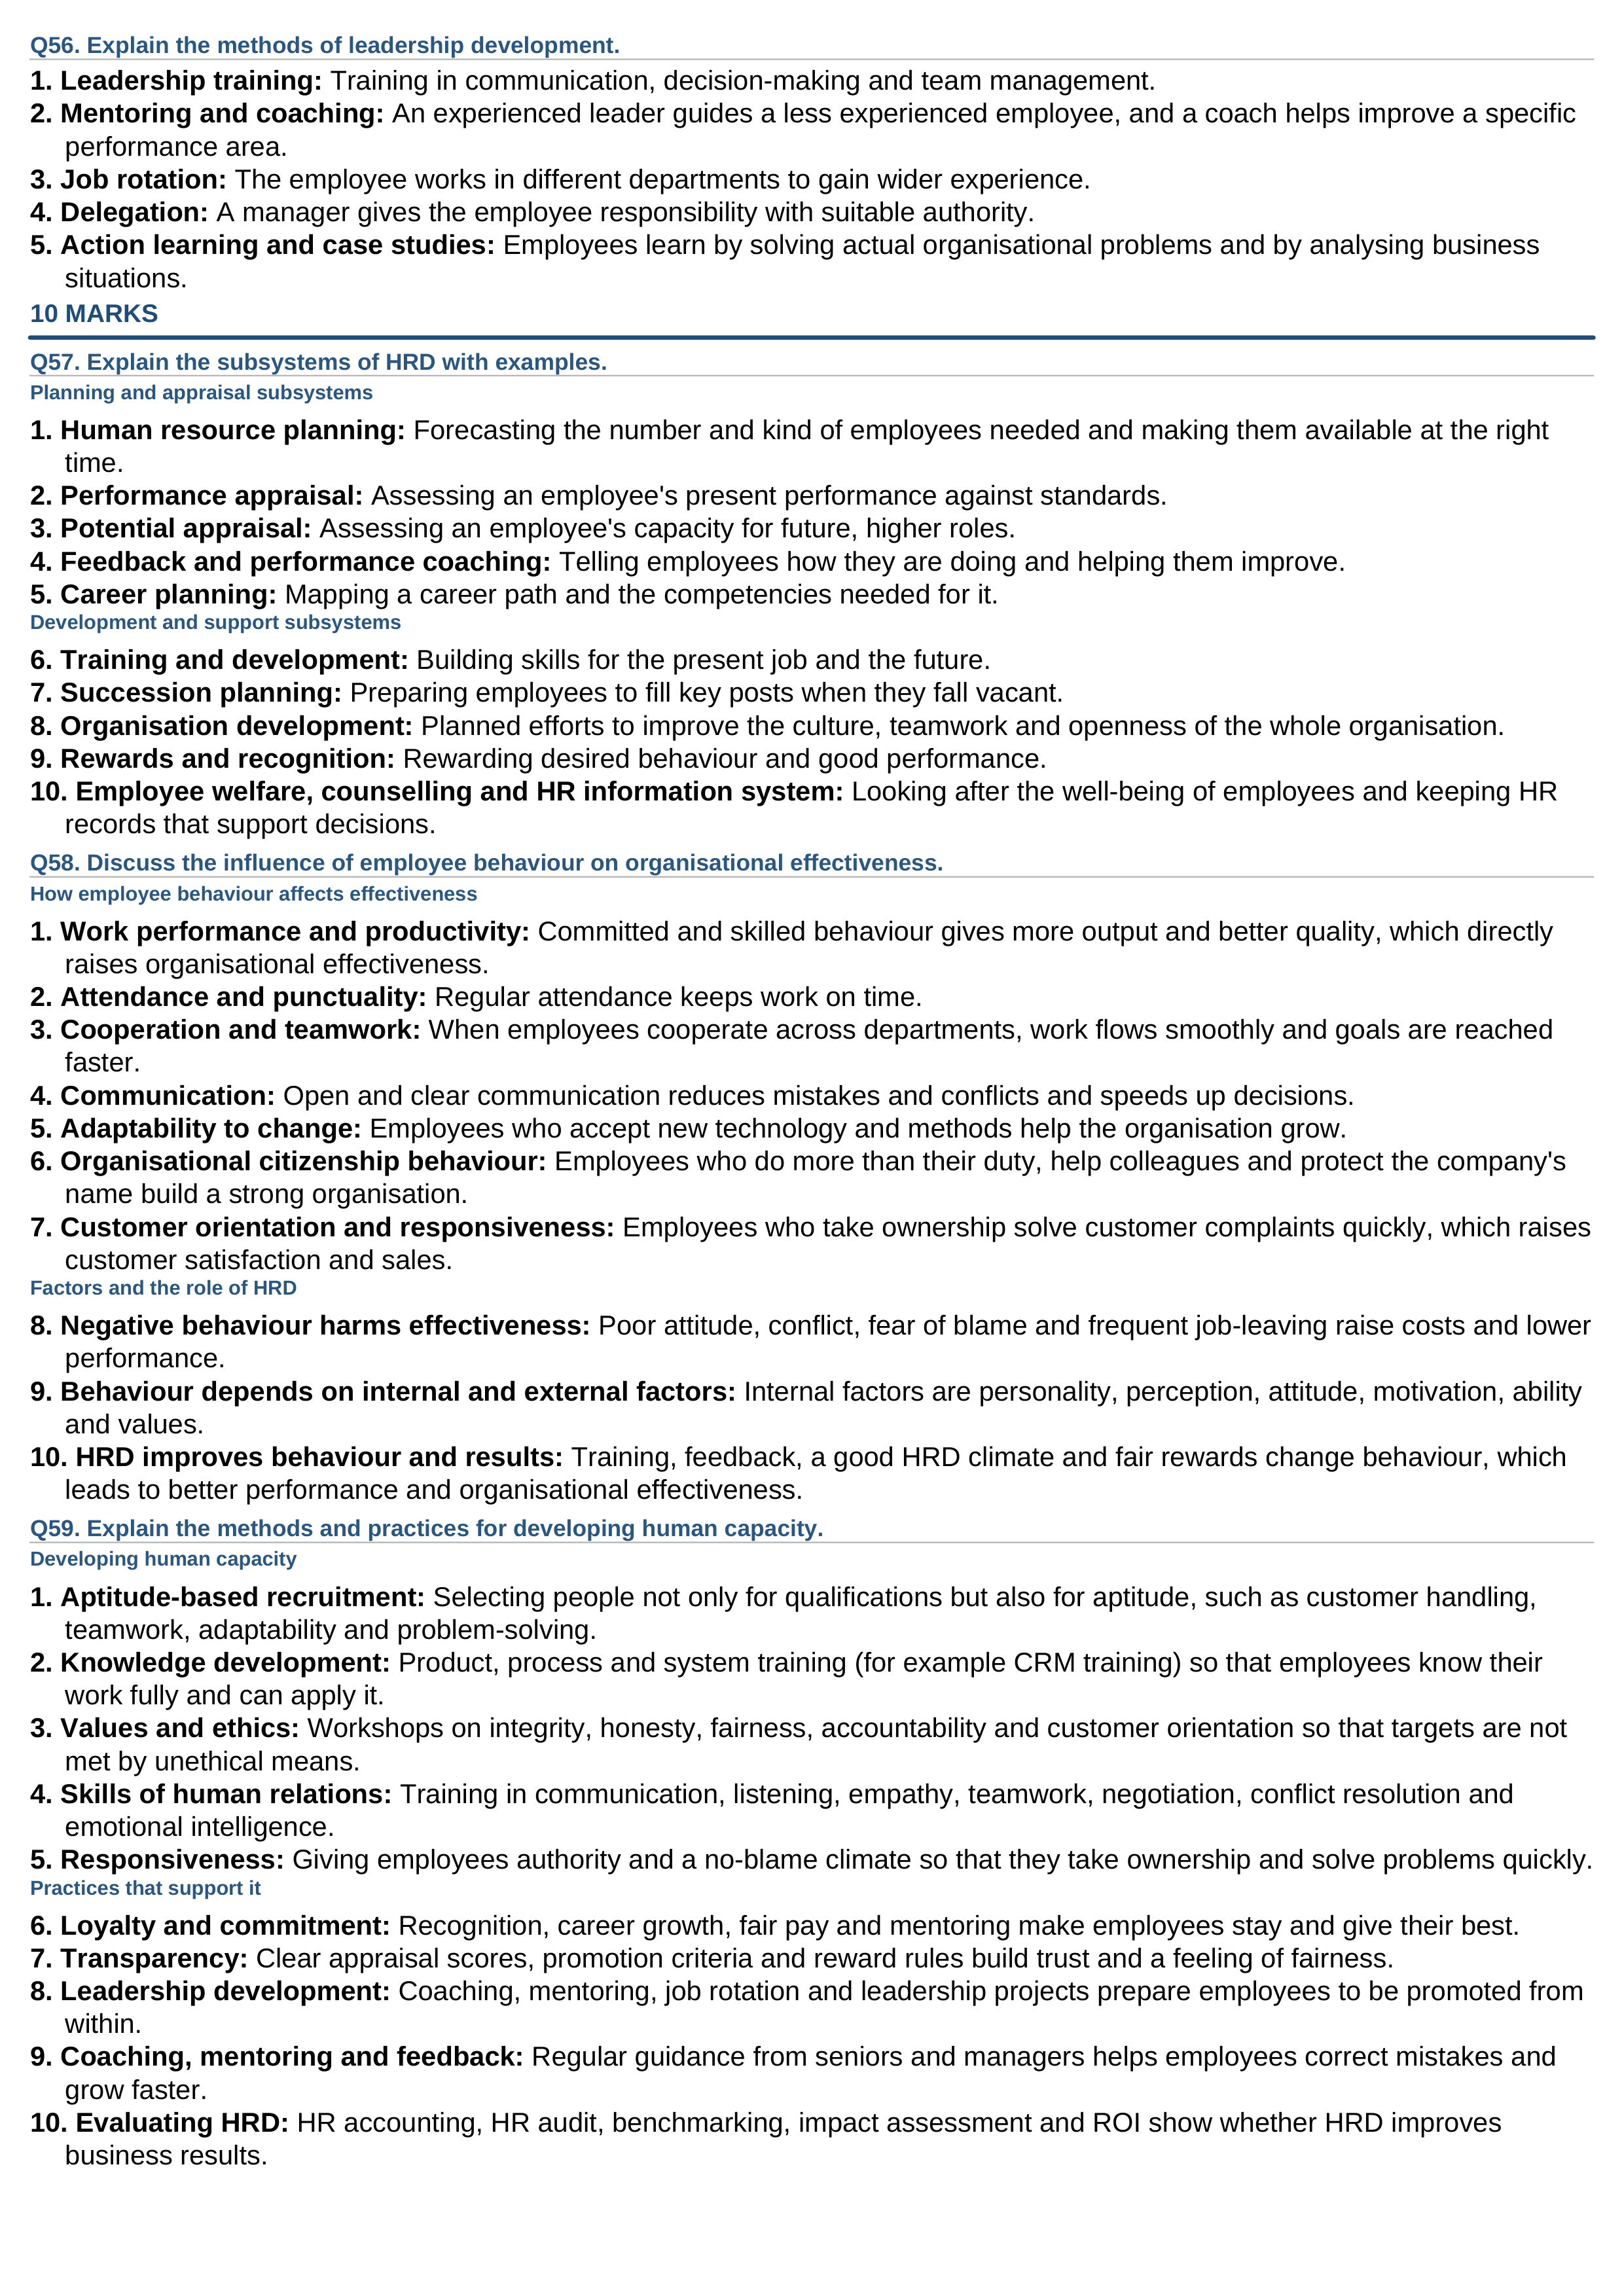 Q56. Explain the methods of leadership development.
1. Leadership training: Training in communication, decision-making and team management.
2. Mentoring and coaching: An experienced leader guides a less experienced employee, and a coach helps improve a specific
performance area.
3. Job rotation: The employee works in different departments to gain wider experience.
4. Delegation: A manager gives the employee responsibility with suitable authority.
5. Action learning and case studies: Employees learn by solving actual organisational problems and by analysing business
situations.
10 MARKS
Q57. Explain the subsystems of HRD with examples.
Planning and appraisal subsystems
1. Human resource planning: Forecasting the number and kind of employees needed and making them available at the right
time.
2. Performance appraisal: Assessing an employee's present performance against standards.
3. Potential appraisal: Assessing an employee's capacity for future, higher roles.
4. Feedback and performance coaching: Telling employees how they are doing and helping them improve.
5. Career planning: Mapping a career path and the competencies needed for it.
Development and support subsystems
6. Training and development: Building skills for the present job and the future.
7. Succession planning: Preparing employees to fill key posts when they fall vacant.
8. Organisation development: Planned efforts to improve the culture, teamwork and openness of the whole organisation.
9. Rewards and recognition: Rewarding desired behaviour and good performance.
10. Employee welfare, counselling and HR information system: Looking after the well-being of employees and keeping HR
records that support decisions.
Q58. Discuss the influence of employee behaviour on organisational effectiveness.
How employee behaviour affects effectiveness
1. Work performance and productivity: Committed and skilled behaviour gives more output and better quality, which directly
raises organisational effectiveness.
2. Attendance and punctuality: Regular attendance keeps work on time.
3. Cooperation and teamwork: When employees cooperate across departments, work flows smoothly and goals are reached
faster.
4. Communication: Open and clear communication reduces mistakes and conflicts and speeds up decisions.
5. Adaptability to change: Employees who accept new technology and methods help the organisation grow.
6. Organisational citizenship behaviour: Employees who do more than their duty, help colleagues and protect the company's
name build a strong organisation.
7. Customer orientation and responsiveness: Employees who take ownership solve customer complaints quickly, which raises
customer satisfaction and sales.
Factors and the role of HRD
8. Negative behaviour harms effectiveness: Poor attitude, conflict, fear of blame and frequent job-leaving raise costs and lower
performance.
9. Behaviour depends on internal and external factors: Internal factors are personality, perception, attitude, motivation, ability
and values.
10. HRD improves behaviour and results: Training, feedback, a good HRD climate and fair rewards change behaviour, which
leads to better performance and organisational effectiveness.
Q59. Explain the methods and practices for developing human capacity.
Developing human capacity
1. Aptitude-based recruitment: Selecting people not only for qualifications but also for aptitude, such as customer handling,
teamwork, adaptability and problem-solving.
2. Knowledge development: Product, process and system training (for example CRM training) so that employees know their
work fully and can apply it.
3. Values and ethics: Workshops on integrity, honesty, fairness, accountability and customer orientation so that targets are not
met by unethical means.
4. Skills of human relations: Training in communication, listening, empathy, teamwork, negotiation, conflict resolution and
emotional intelligence.
5. Responsiveness: Giving employees authority and a no-blame climate so that they take ownership and solve problems quickly.
Practices that support it
6. Loyalty and commitment: Recognition, career growth, fair pay and mentoring make employees stay and give their best.
7. Transparency: Clear appraisal scores, promotion criteria and reward rules build trust and a feeling of fairness.
8. Leadership development: Coaching, mentoring, job rotation and leadership projects prepare employees to be promoted from
within.
9. Coaching, mentoring and feedback: Regular guidance from seniors and managers helps employees correct mistakes and
grow faster.
10. Evaluating HRD: HR accounting, HR audit, benchmarking, impact assessment and ROI show whether HRD improves
business results.